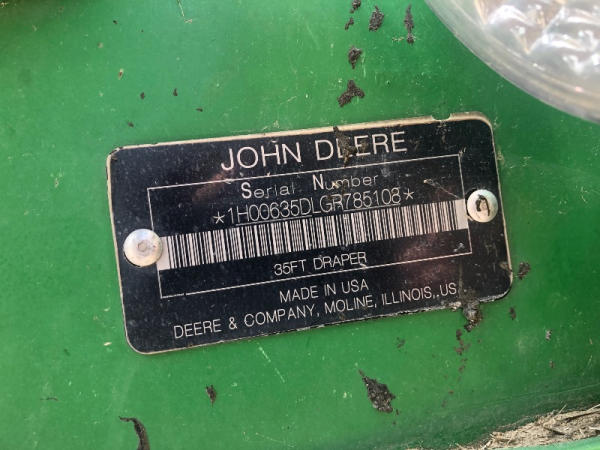 JOHN DEERE
Serial Number
*1H00635DLGR785108*
35FT DRAPER
MADE IN USA
DEERE & COMPANY, MOLINE, ILLINOIS, US